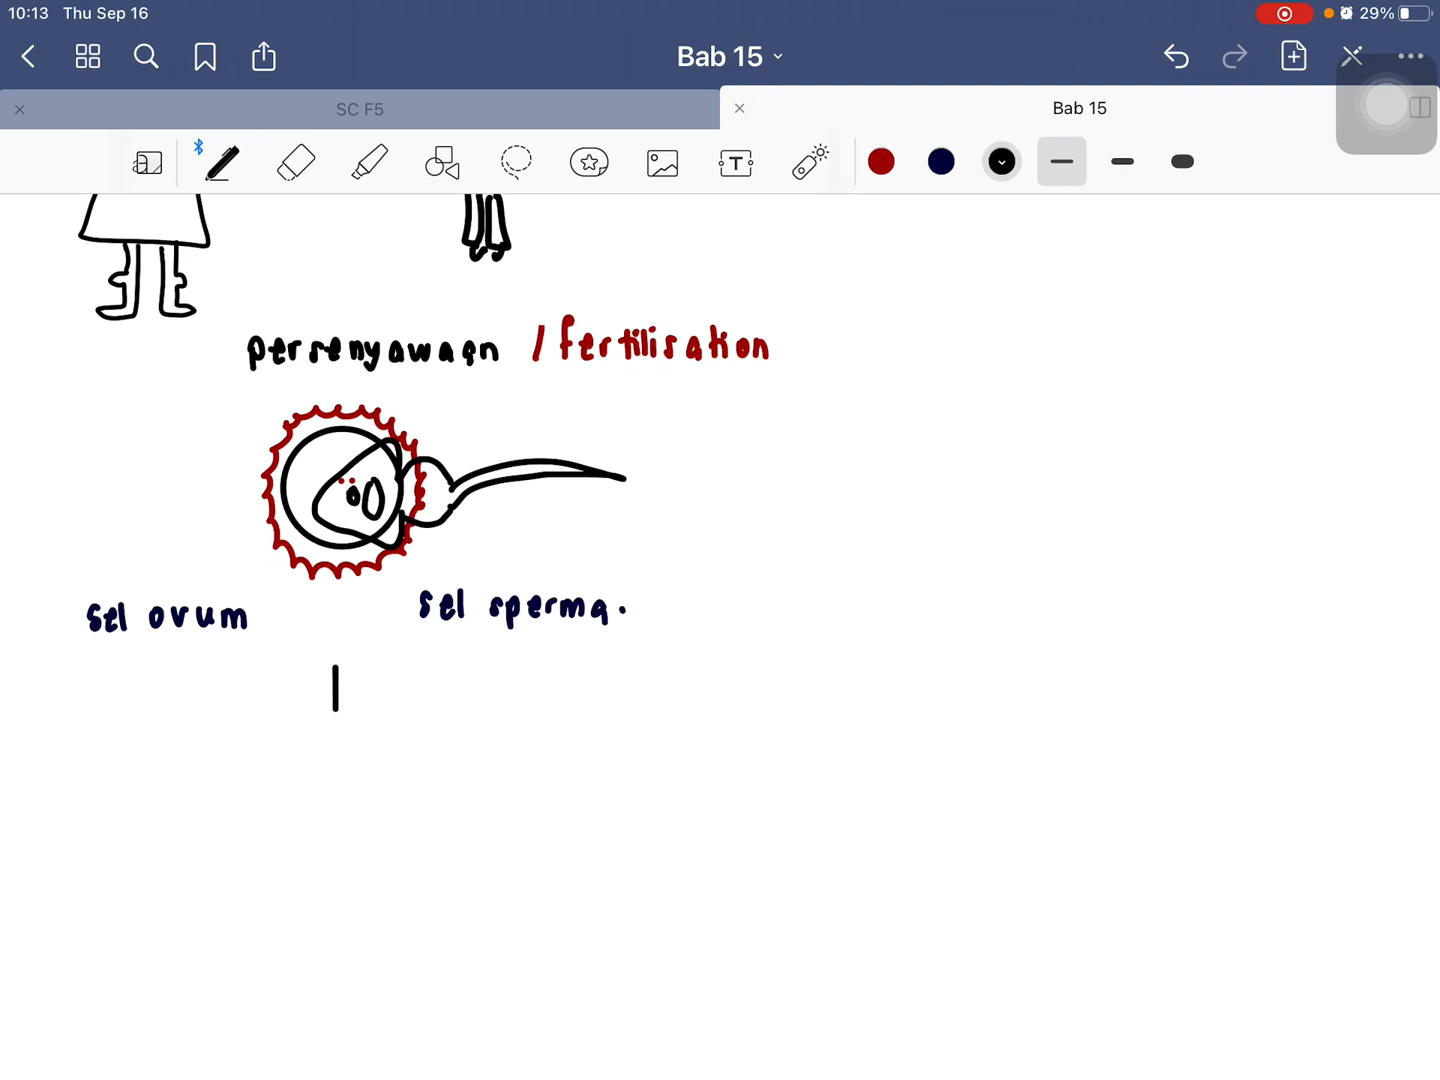 10:13 Thu Sep 16 29%
Bab 15
SC F5 Bab 15
persenyawaan / fertilisation
sel ovum sel sperma.